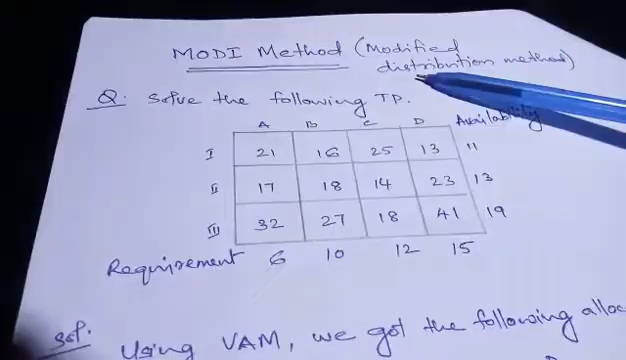 MODI Method (Modified
distribution method)
Q. Solve the following TP.
A B C D Availability
I 21 16 25 13 11
II 17 18 14 23 13
III 32 27 18 41 19
Requirement 6 10 12 15
Sol. Using VAM, we got the following